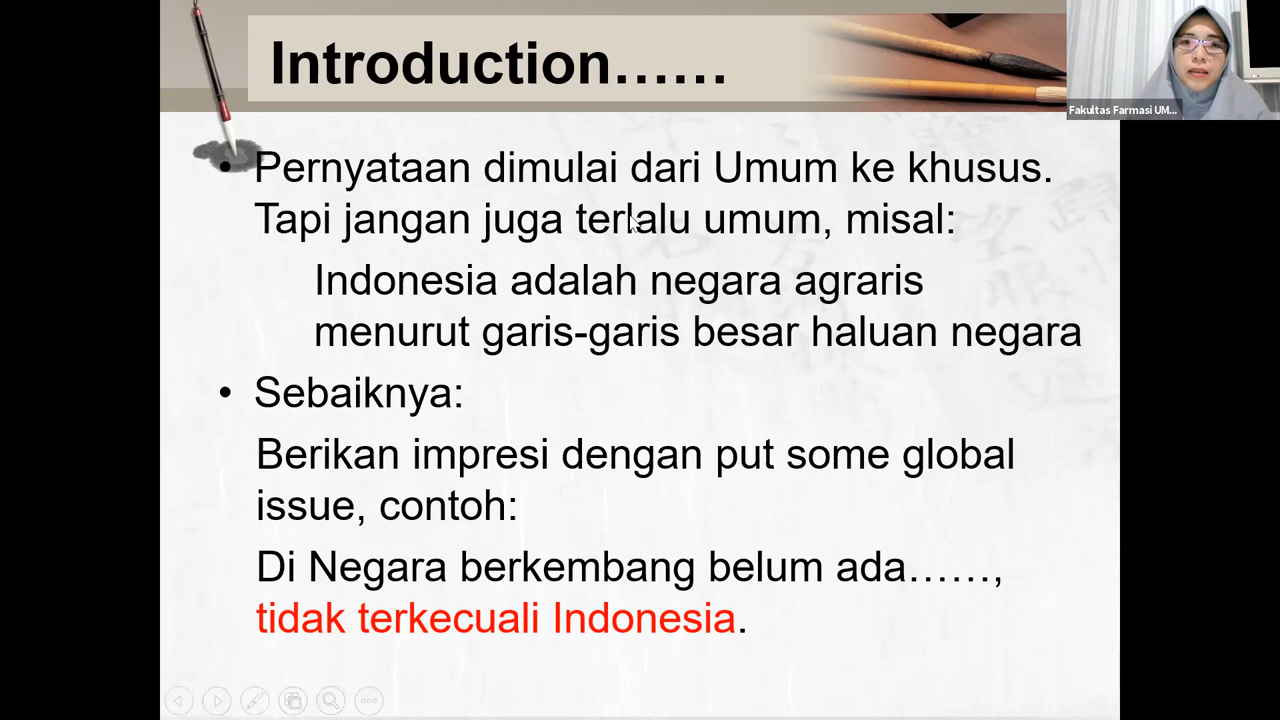 Introduction……
Fakultas Farmasi UM...
• Pernyataan dimulai dari Umum ke khusus.
Tapi jangan juga terlalu umum, misal:
Indonesia adalah negara agraris
menurut garis-garis besar haluan negara
• Sebaiknya:
Berikan impresi dengan put some global
issue, contoh:
Di Negara berkembang belum ada……,
tidak terkecuali Indonesia.